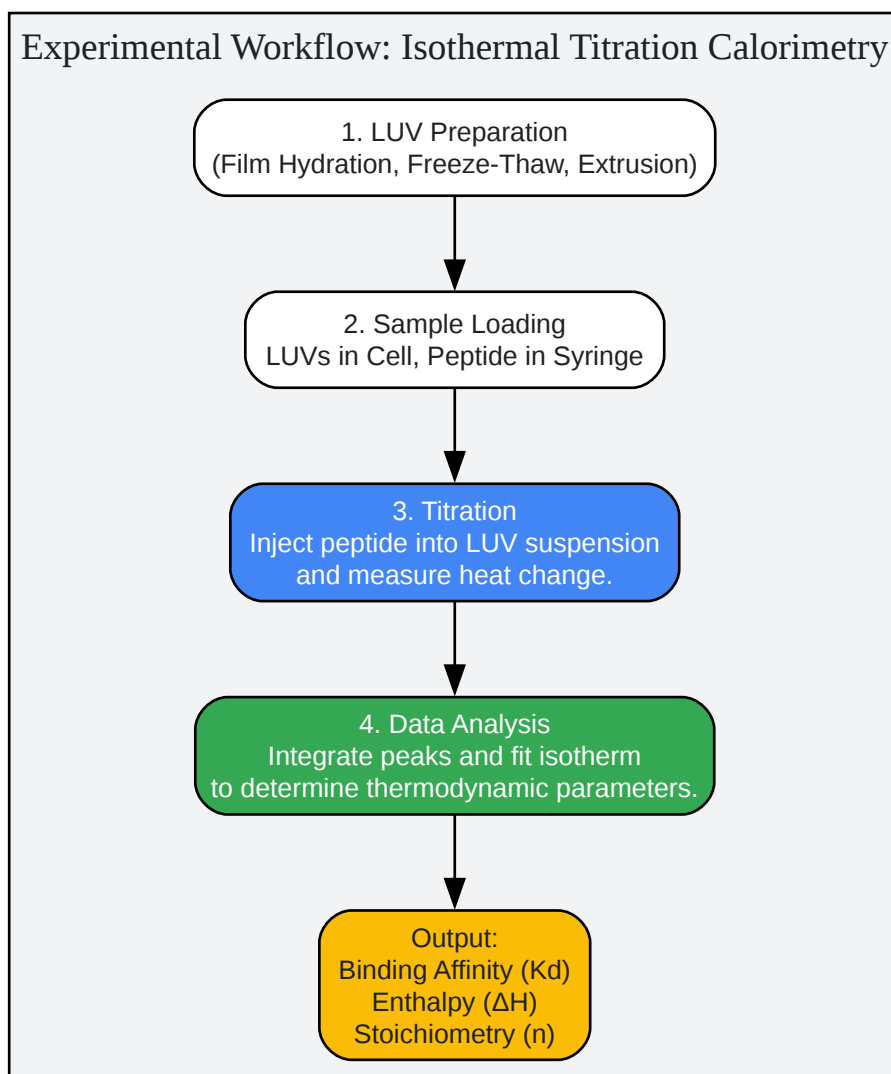 Experimental Workflow: Isothermal Titration Calorimetry
1. LUV Preparation
(Film Hydration, Freeze-Thaw, Extrusion)
2. Sample Loading
LUVs in Cell, Peptide in Syringe
3. Titration
Inject peptide into LUV suspension
and measure heat change.
4. Data Analysis
Integrate peaks and fit isotherm
to determine thermodynamic parameters.
Output:
Binding Affinity (Kd)
Enthalpy (ΔH)
Stoichiometry (n)